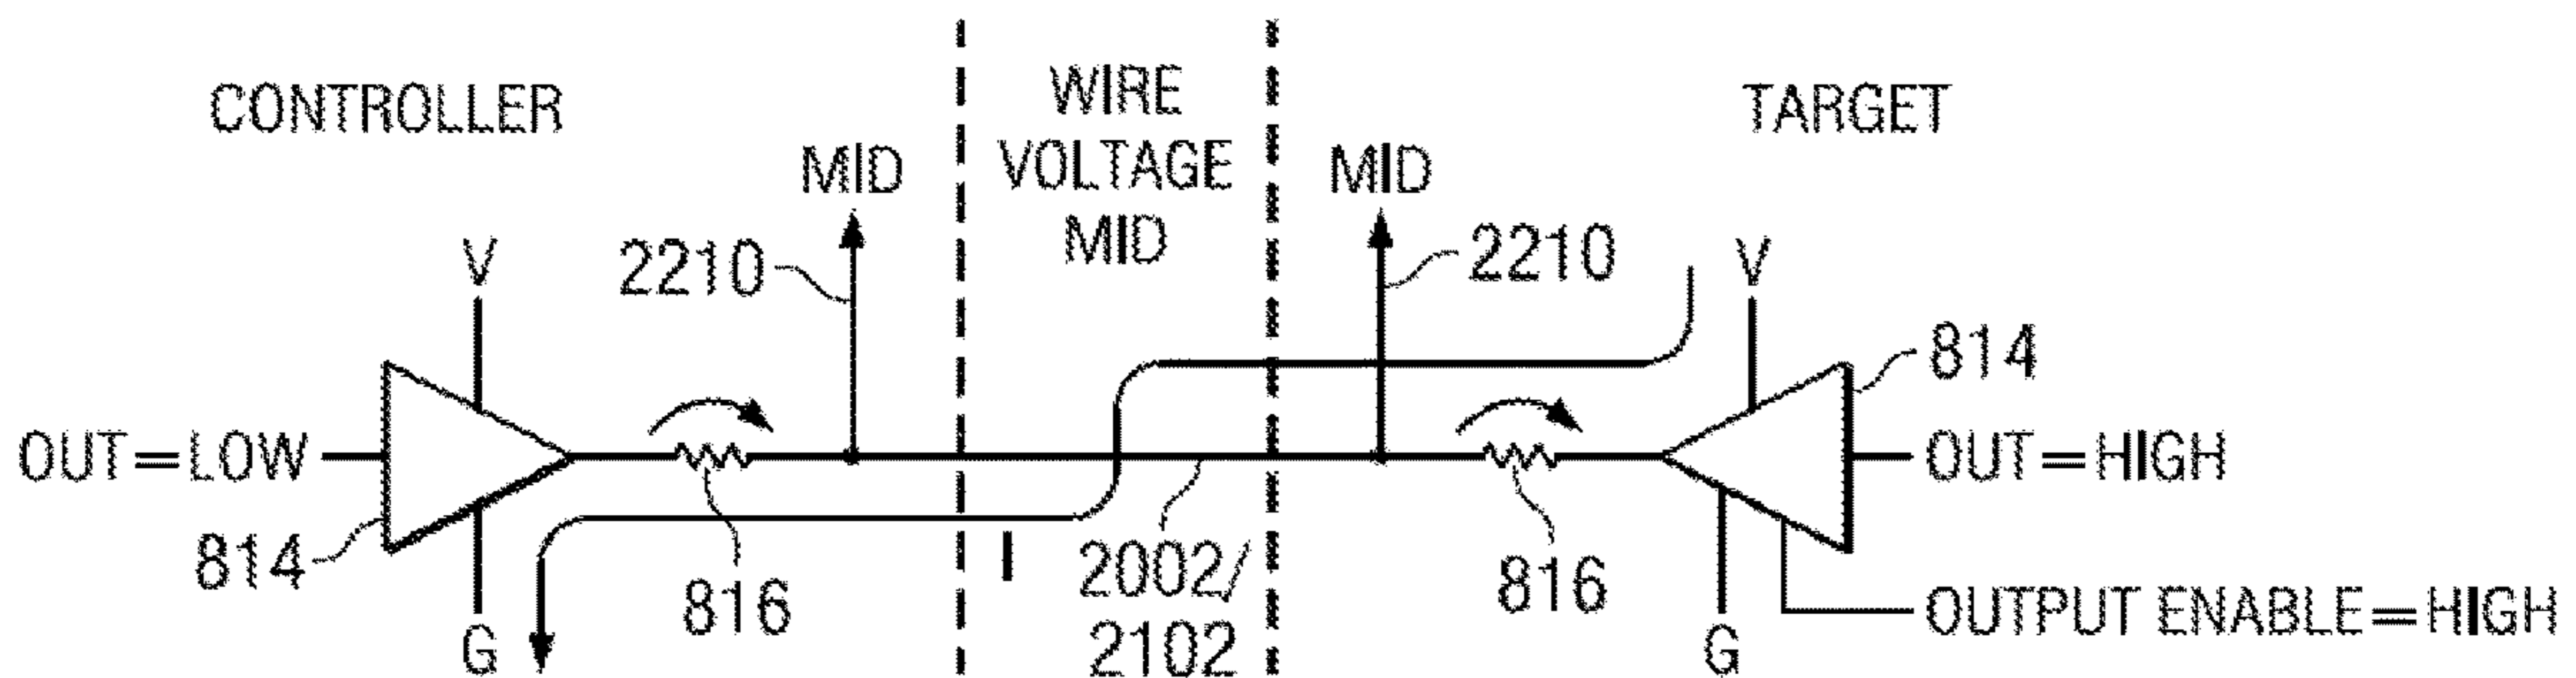 CONTROLLER
WIRE
VOLTAGE
MID
TARGET
MID
MID
V
2210
2210
V
814
OUT=LOW
OUT=HIGH
814
816
I
2002/
2102
816
OUTPUT ENABLE=HIGH
G
G